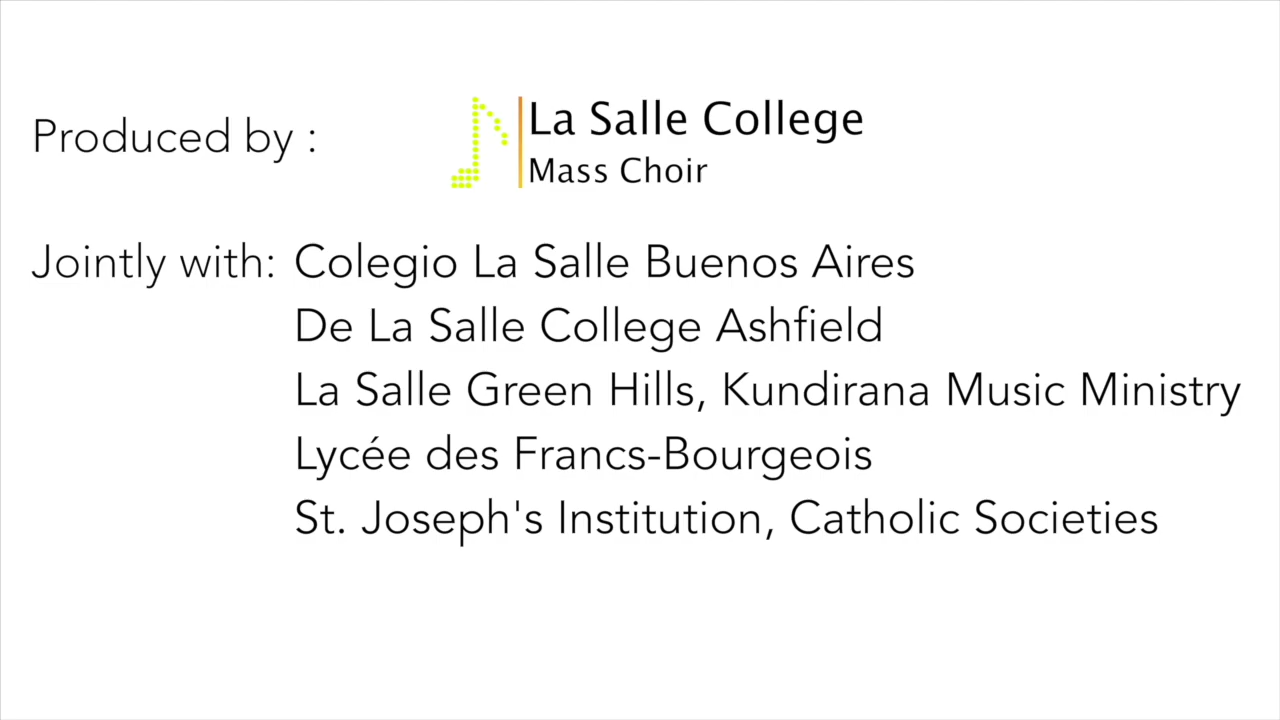 Produced by :
La Salle College
Mass Choir
Jointly with: Colegio La Salle Buenos Aires
De La Salle College Ashfield
La Salle Green Hills, Kundirana Music Ministry
Lycée des Francs-Bourgeois
St. Joseph's Institution, Catholic Societies